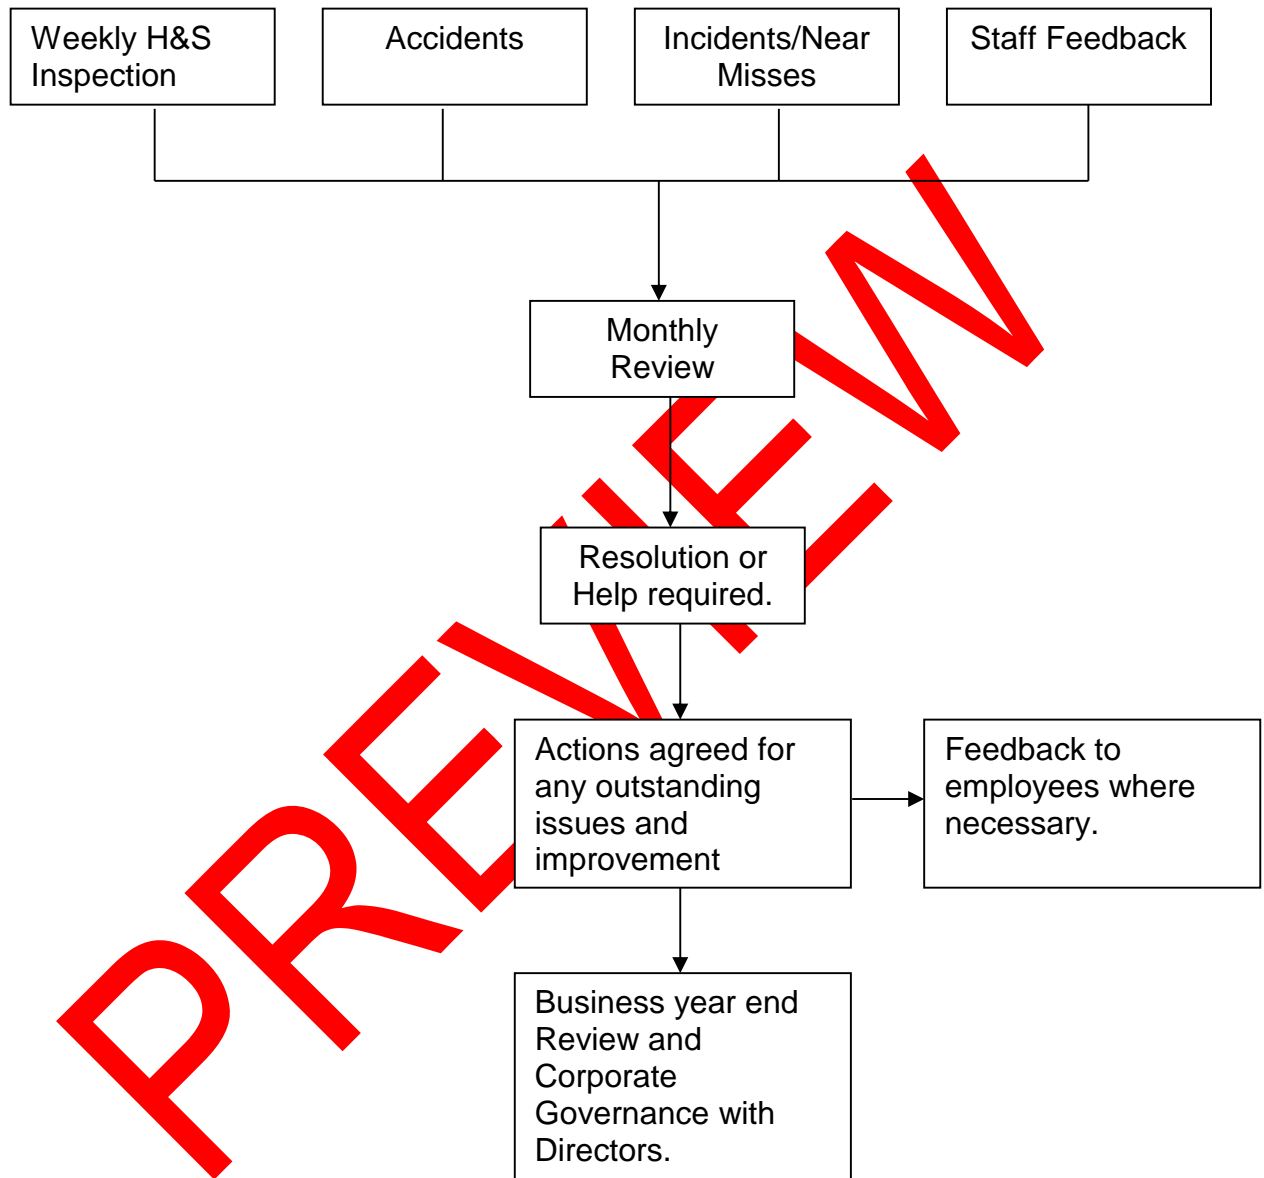 Weekly H&S
Inspection
Accidents
Incidents/Near
Misses
Staff Feedback
Monthly
Review
Resolution or
Help required.
Actions agreed for
any outstanding
issues and
improvement
Feedback to
employees where
necessary.
Business year end
Review and
Corporate
Governance with
Directors.
PREVIEW